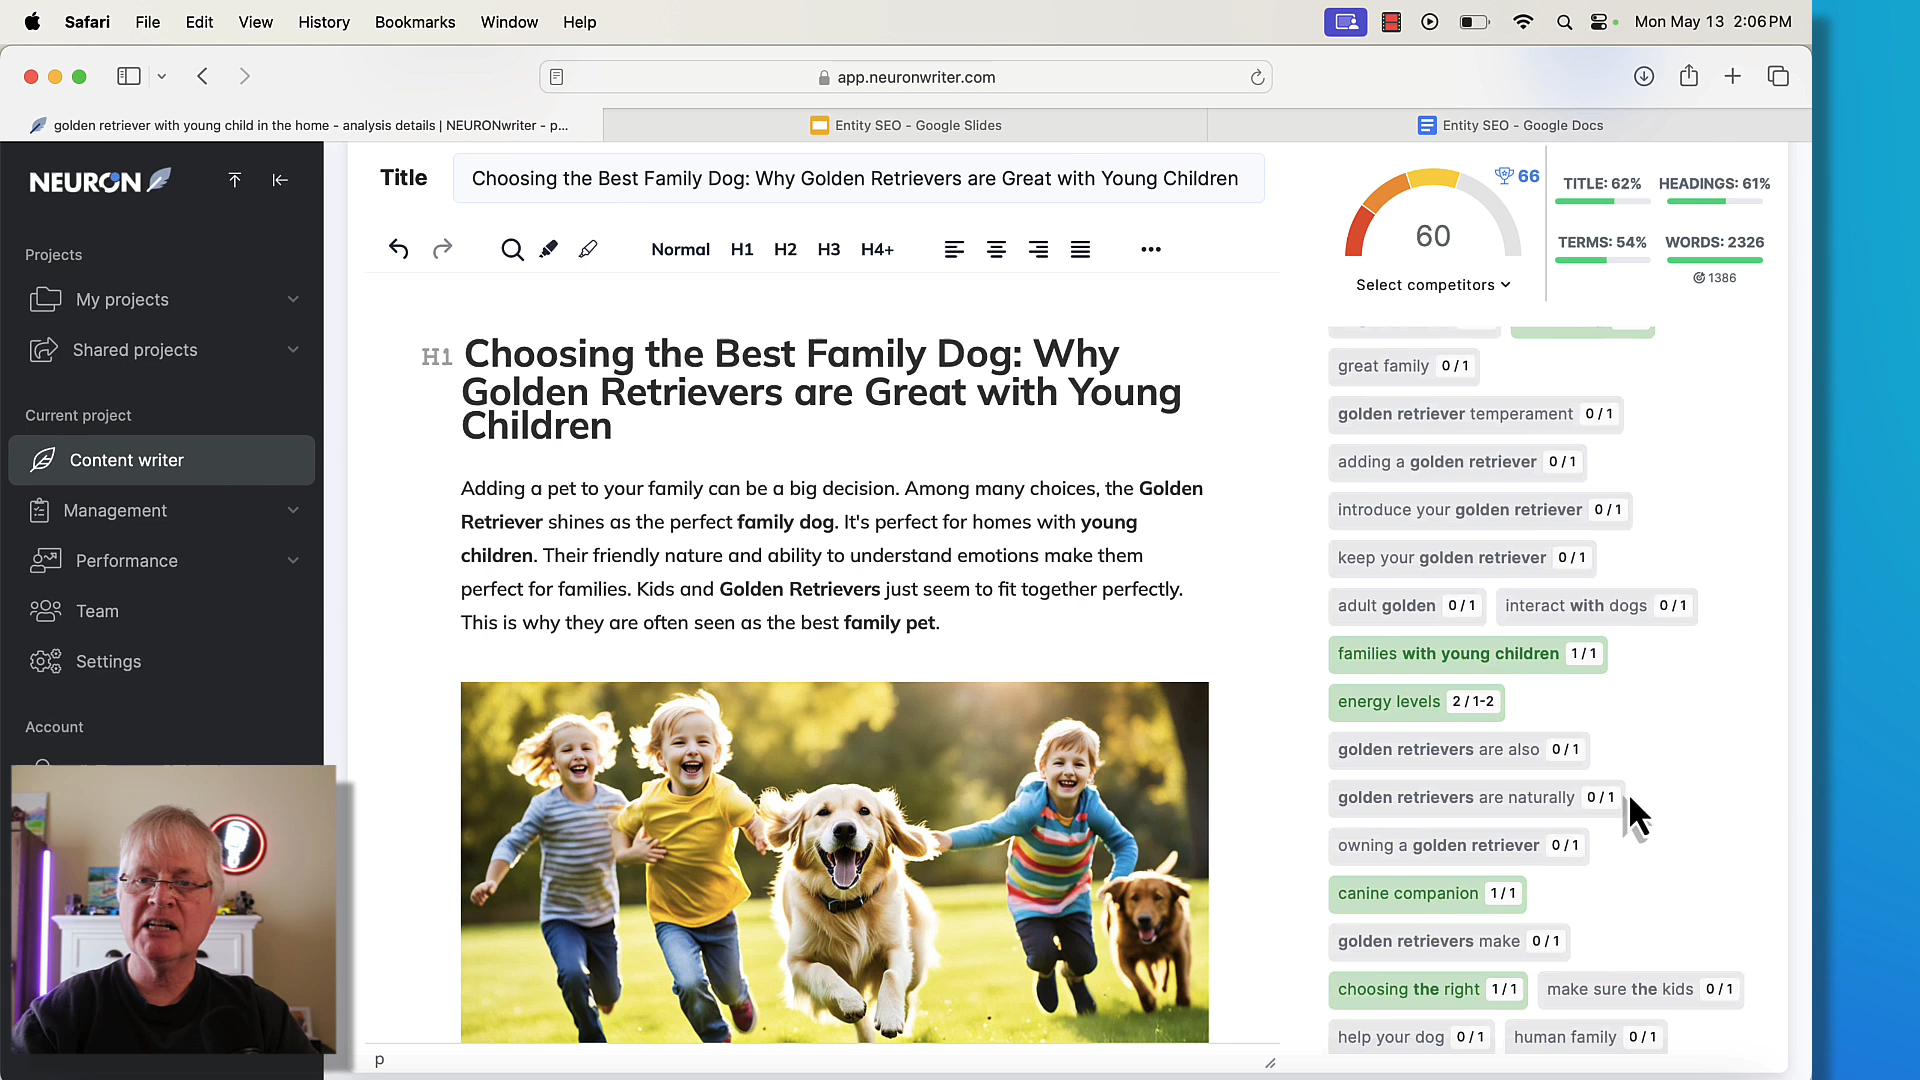 Safari File Edit View History Bookmarks Window Help Mon May 13 2:06 PM
app.neuronwriter.com
golden retriever with young child in the home - analysis details | NEURONwriter - p...
Entity SEO - Google Slides
Entity SEO - Google Docs
NEURON
Projects
My projects
Shared projects
Current project
Content writer
Management
Performance
Team
Settings
Account
Title
Choosing the Best Family Dog: Why Golden Retrievers are Great with Young Children
Normal H1 H2 H3 H4+ •••
H1 Choosing the Best Family Dog: Why
Golden Retrievers are Great with Young
Children
Adding a pet to your family can be a big decision. Among many choices, the Golden
Retriever shines as the perfect family dog. It's perfect for homes with young
children. Their friendly nature and ability to understand emotions make them
perfect for families. Kids and Golden Retrievers just seem to fit together perfectly.
This is why they are often seen as the best family pet.
p
66
60
Select competitors
TITLE: 62% HEADINGS: 61%
TERMS: 54% WORDS: 2326
1386
great family 0 / 1
golden retriever temperament 0 / 1
adding a golden retriever 0 / 1
introduce your golden retriever 0 / 1
keep your golden retriever 0 / 1
adult golden 0 / 1 interact with dogs 0 / 1
families with young children 1 / 1
energy levels 2 / 1-2
golden retrievers are also 0 / 1
golden retrievers are naturally 0 / 1
owning a golden retriever 0 / 1
canine companion 1 / 1
golden retrievers make 0 / 1
choosing the right 1 / 1 make sure the kids 0 / 1
help your dog 0 / 1 human family 0 / 1